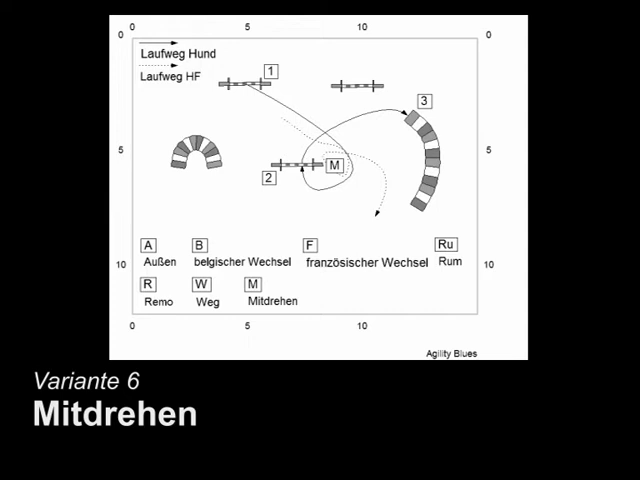 0 5 10
0 0
Laufweg Hund
Laufweg HF
1
3
5 5
M
2
A B F Ru
Außen belgischer Wechsel französischer Wechsel Rum
10 10
R W M
Remo Weg Mitdrehen
0 5 10
Agility Blues
Variante 6
Mitdrehen